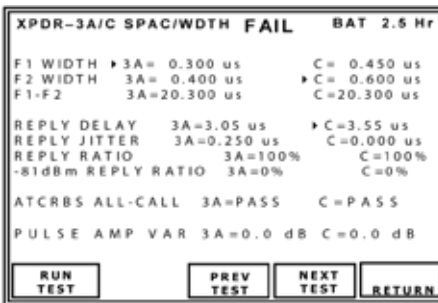 XPDR-3A/C SPAC/WDTH FAIL BAT 2.5 Hr
F1 WIDTH ▸3A= 0.300 us C= 0.450 us
F2 WIDTH 3A= 0.400 us ▸C= 0.600 us
F1-F2 3A=20.300 us C=20.300 us
REPLY DELAY 3A=3.05 us ▸C=3.55 us
REPLY JITTER 3A=0.250 us C=0.000 us
REPLY RATIO 3A=100% C=100%
-81dBm REPLY RATIO 3A=0% C=0%
ATCRBS ALL-CALL 3A=PASS C=PASS
PULSE AMP VAR 3A=0.0 dB C=0.0 dB
RUN TEST PREV TEST NEXT TEST RETURN